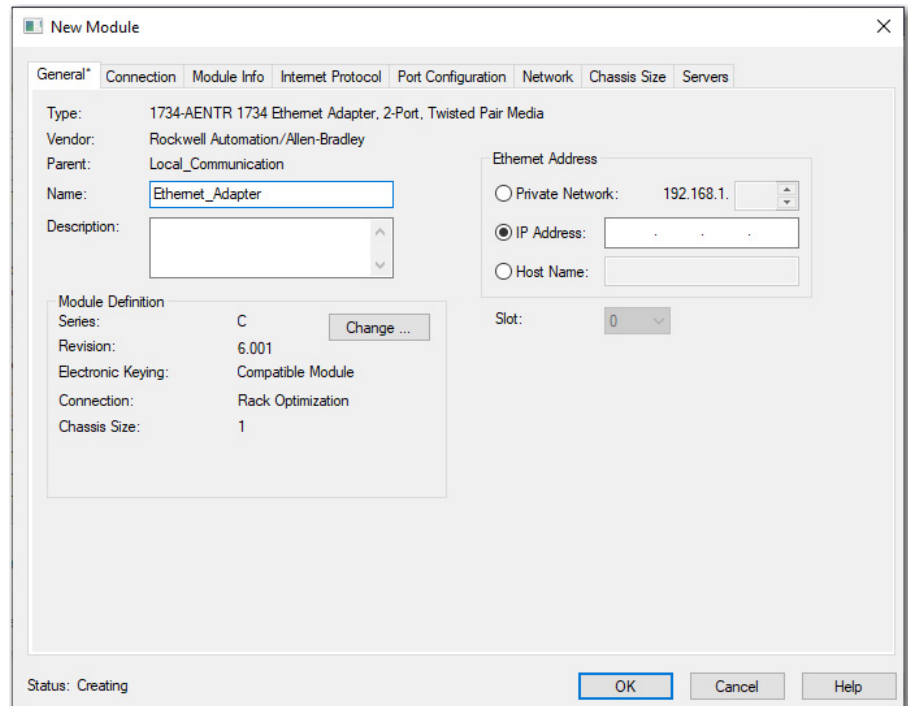 New Module
General* Connection Module Info Internet Protocol Port Configuration Network Chassis Size Servers
Type: 1734-AENTR 1734 Ethernet Adapter, 2-Port, Twisted Pair Media
Vendor: Rockwell Automation/Allen-Bradley
Parent: Local_Communication
Name: Ethernet_Adapter
Description:
Ethernet Address
Private Network: 192.168.1.
IP Address: . . .
Host Name:
Slot: 0
Module Definition
Series: C Change ...
Revision: 6.001
Electronic Keying: Compatible Module
Connection: Rack Optimization
Chassis Size: 1
Status: Creating
OK Cancel Help